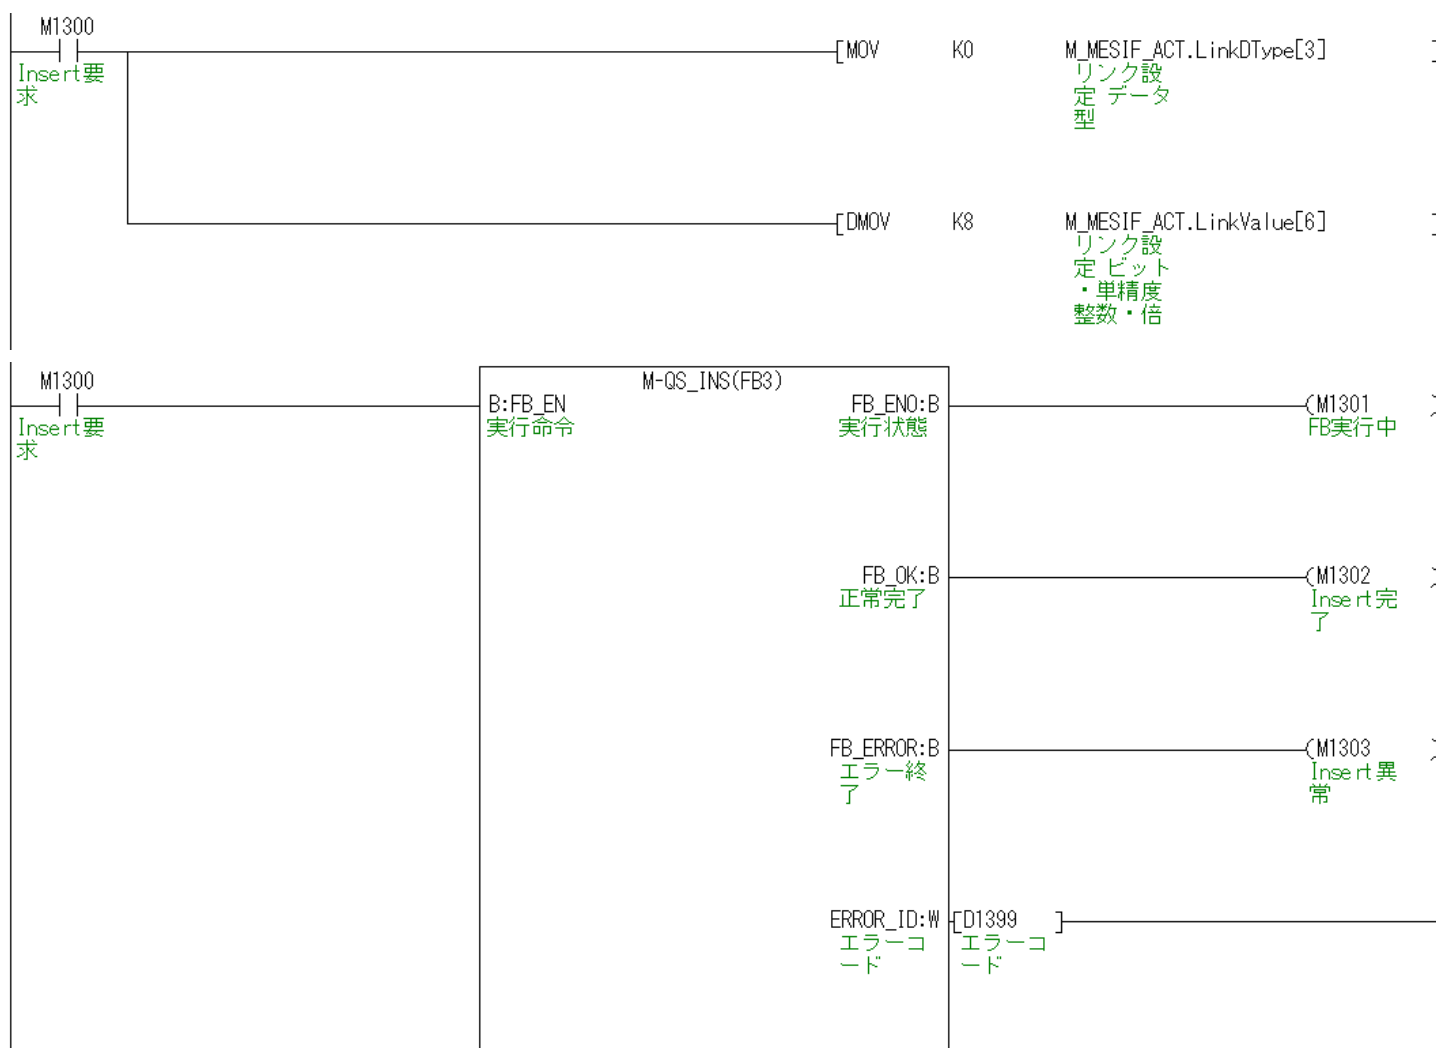 M1300
Insert要
求
[MOV K0 M_MESIF_ACT.LinkDType[3] ]
リンク設
定 データ
型
[DMOV K8 M_MESIF_ACT.LinkValue[6] ]
リンク設
定 ビット
・単精度
整数・倍
M1300
Insert要
求
M-QS_INS(FB3)
B:FB_EN
実行命令
FB_ENO:B
実行状態
(M1301 )
FB実行中
FB_OK:B
正常完了
(M1302 )
Insert完
了
FB_ERROR:B
エラー終
了
(M1303 )
Insert異
常
ERROR_ID:W
エラーコ
ード
[D1399 ]
エラーコ
ード